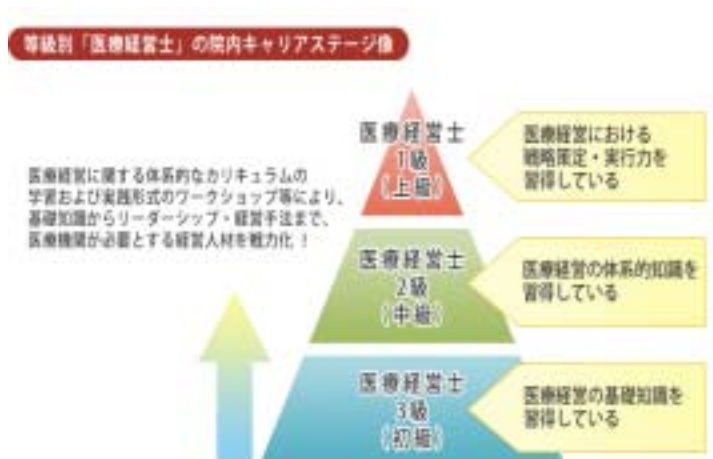 等級別「医療経営士」の院内キャリアステージ像
医療経営に関する体系的なカリキュラムの
学習および実践形式のワークショップ等により、
基礎知識からリーダーシップ・経営手法まで、
医療機関が必要とする経営人材を戦力化！
医療経営士
1級
(上級)
医療経営における
戦略策定・実行力を
習得している
医療経営士
2級
(中級)
医療経営の体系的知識を
習得している
医療経営士
3級
(初級)
医療経営の基礎知識を
習得している